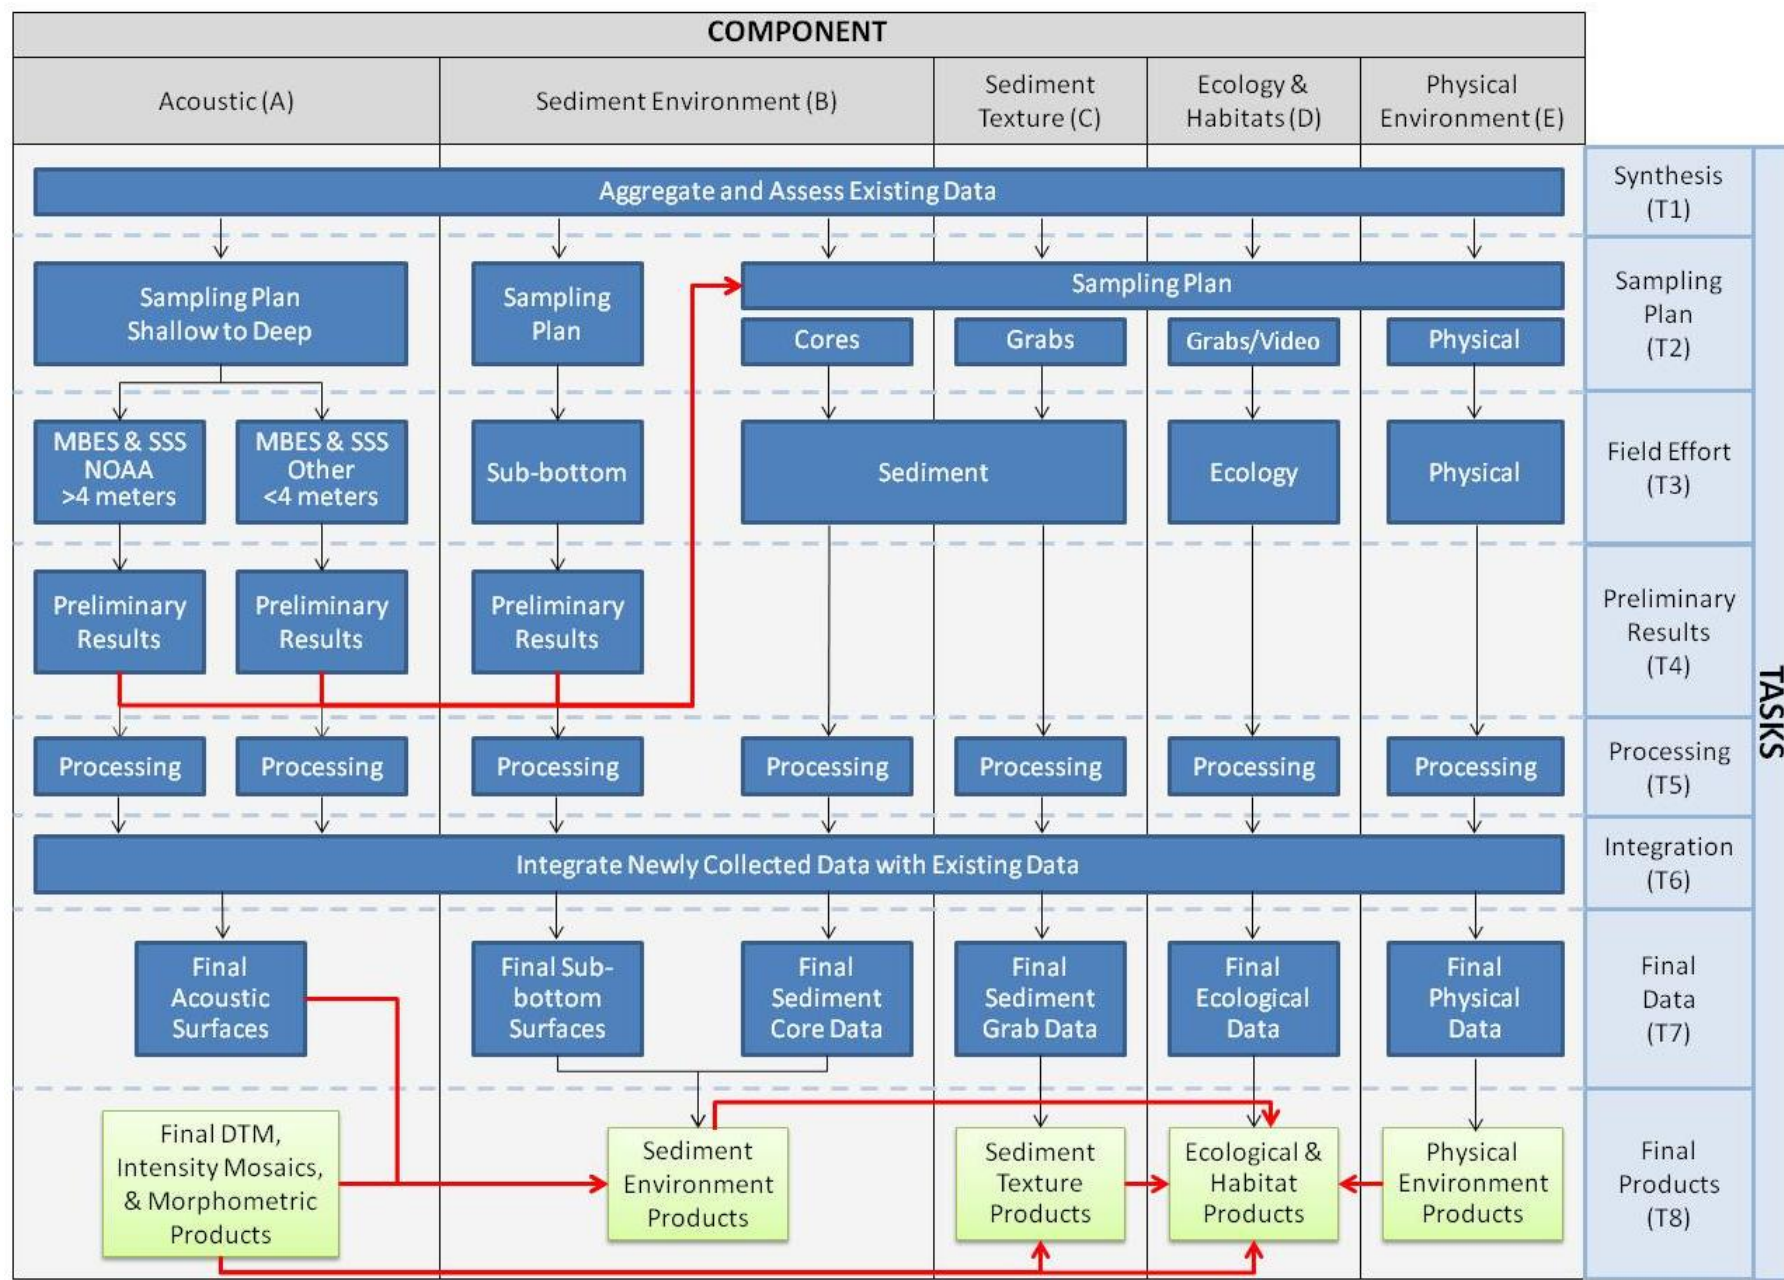 COMPONENT
Acoustic (A)
Sediment Environment (B)
Sediment
Texture (C)
Ecology &
Habitats (D)
Physical
Environment (E)
Aggregate and Assess Existing Data
Synthesis
(T1)
Sampling Plan
Shallow to Deep
Sampling
Plan
Sampling Plan
Cores
Grabs
Grabs/Video
Physical
Sampling
Plan
(T2)
MBES & SSS
NOAA
>4 meters
MBES & SSS
Other
<4 meters
Sub-bottom
Sediment
Ecology
Physical
Field Effort
(T3)
Preliminary
Results
Preliminary
Results
Preliminary
Results
Preliminary
Results
(T4)
TASKS
Processing
Processing
Processing
Processing
Processing
Processing
Processing
Processing
(T5)
Integrate Newly Collected Data with Existing Data
Integration
(T6)
Final
Acoustic
Surfaces
Final Sub-
bottom
Surfaces
Final
Sediment
Core Data
Final
Sediment
Grab Data
Final
Ecological
Data
Final
Physical
Data
Final
Data
(T7)
Final DTM,
Intensity Mosaics,
& Morphometric
Products
Sediment
Environment
Products
Sediment
Texture
Products
Ecological &
Habitat
Products
Physical
Environment
Products
Final
Products
(T8)